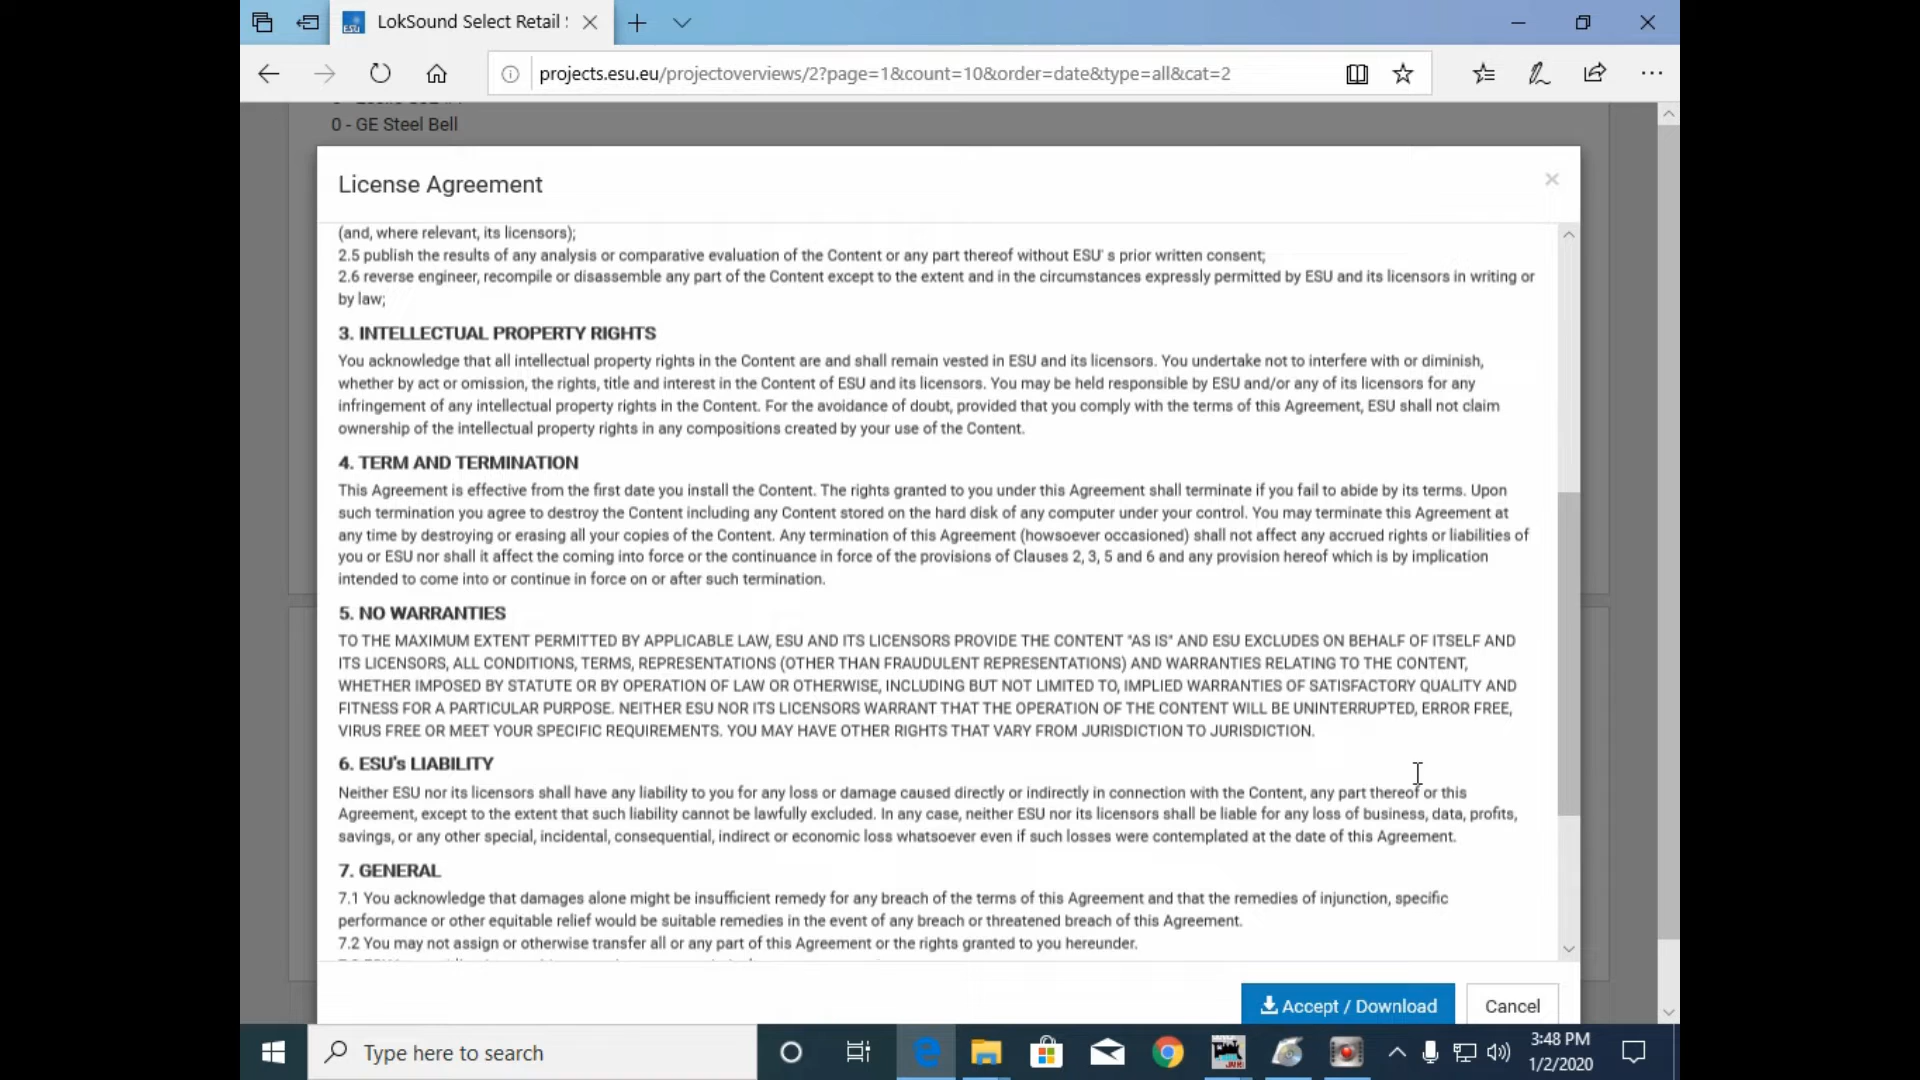 LokSound Select Retail
projects.esu.eu/projectoverviews/2?page=1&count=10&order=date&type=all&cat=2
0 - GE Steel Bell
License Agreement
(and, where relevant, its licensors);
2.5 publish the results of any analysis or comparative evaluation of the Content or any part thereof without ESU' s prior written consent;
2.6 reverse engineer, recompile or disassemble any part of the Content except to the extent and in the circumstances expressly permitted by ESU and its licensors in writing or
by law;
3. INTELLECTUAL PROPERTY RIGHTS
You acknowledge that all intellectual property rights in the Content are and shall remain vested in ESU and its licensors. You undertake not to interfere with or diminish,
whether by act or omission, the rights, title and interest in the Content of ESU and its licensors. You may be held responsible by ESU and/or any of its licensors for any
infringement of any intellectual property rights in the Content. For the avoidance of doubt, provided that you comply with the terms of this Agreement, ESU shall not claim
ownership of the intellectual property rights in any compositions created by your use of the Content.
4. TERM AND TERMINATION
This Agreement is effective from the first date you install the Content. The rights granted to you under this Agreement shall terminate if you fail to abide by its terms. Upon
such termination you agree to destroy the Content including any Content stored on the hard disk of any computer under your control. You may terminate this Agreement at
any time by destroying or erasing all your copies of the Content. Any termination of this Agreement (howsoever occasioned) shall not affect any accrued rights or liabilities of
you or ESU nor shall it affect the coming into force or the continuance in force of the provisions of Clauses 2, 3, 5 and 6 and any provision hereof which is by implication
intended to come into or continue in force on or after such termination.
5. NO WARRANTIES
TO THE MAXIMUM EXTENT PERMITTED BY APPLICABLE LAW, ESU AND ITS LICENSORS PROVIDE THE CONTENT "AS IS" AND ESU EXCLUDES ON BEHALF OF ITSELF AND
ITS LICENSORS, ALL CONDITIONS, TERMS, REPRESENTATIONS (OTHER THAN FRAUDULENT REPRESENTATIONS) AND WARRANTIES RELATING TO THE CONTENT,
WHETHER IMPOSED BY STATUTE OR BY OPERATION OF LAW OR OTHERWISE, INCLUDING BUT NOT LIMITED TO, IMPLIED WARRANTIES OF SATISFACTORY QUALITY AND
FITNESS FOR A PARTICULAR PURPOSE. NEITHER ESU NOR ITS LICENSORS WARRANT THAT THE OPERATION OF THE CONTENT WILL BE UNINTERRUPTED, ERROR FREE,
VIRUS FREE OR MEET YOUR SPECIFIC REQUIREMENTS. YOU MAY HAVE OTHER RIGHTS THAT VARY FROM JURISDICTION TO JURISDICTION.
6. ESU's LIABILITY
Neither ESU nor its licensors shall have any liability to you for any loss or damage caused directly or indirectly in connection with the Content, any part thereof or this
Agreement, except to the extent that such liability cannot be lawfully excluded. In any case, neither ESU nor its licensors shall be liable for any loss of business, data, profits,
savings, or any other special, incidental, consequential, indirect or economic loss whatsoever even if such losses were contemplated at the date of this Agreement.
7. GENERAL
7.1 You acknowledge that damages alone might be insufficient remedy for any breach of the terms of this Agreement and that the remedies of injunction, specific
performance or other equitable relief would be suitable remedies in the event of any breach or threatened breach of this Agreement.
7.2 You may not assign or otherwise transfer all or any part of this Agreement or the rights granted to you hereunder.
Accept / Download
Cancel
Type here to search
3:48 PM
1/2/2020